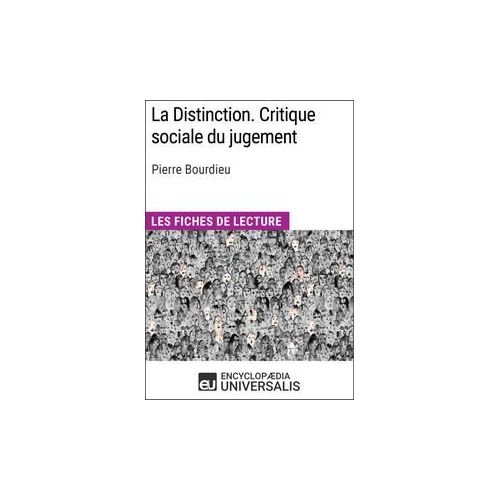 La Distinction. Critique
sociale du jugement
Pierre Bourdieu
LES FICHES DE LECTURE
eu
ENCYCLOPÆDIA
UNIVERSALIS